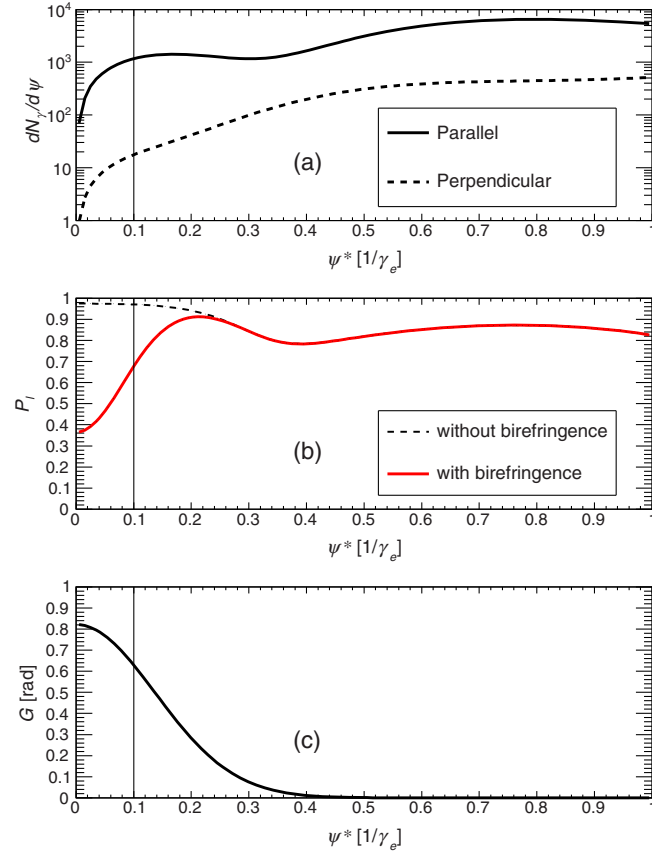 10⁴
10³
10²
10
1
dN_γ/dψ
Parallel
Perpendicular
(a)
0 0.1 0.2 0.3 0.4 0.5 0.6 0.7 0.8 0.9 1
ψ* [1/γ_e]
1
0.9
0.8
0.7
0.6
0.5
0.4
0.3
0.2
0.1
0
P_l
without birefringence
with birefringence
(b)
0 0.1 0.2 0.3 0.4 0.5 0.6 0.7 0.8 0.9 1
ψ* [1/γ_e]
1
0.9
0.8
0.7
0.6
0.5
0.4
0.3
0.2
0.1
0
G [rad]
(c)
0 0.1 0.2 0.3 0.4 0.5 0.6 0.7 0.8 0.9 1
ψ* [1/γ_e]